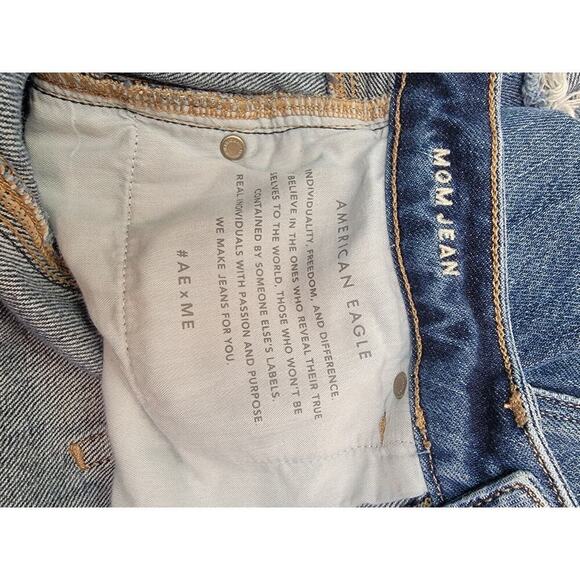 MOM JEAN
AMERICAN EAGLE
INDIVIDUALITY, FREEDOM, AND DIFFERENCE.
BELIEVE IN THE ONES WHO REVEAL THEIR TRUE
SELVES TO THE WORLD, THOSE WHO WON'T BE
CONTAINED BY SOMEONE ELSE'S LABELS.
REAL INDIVIDUALS WITH PASSION AND PURPOSE.
WE MAKE JEANS FOR YOU.
#AExME